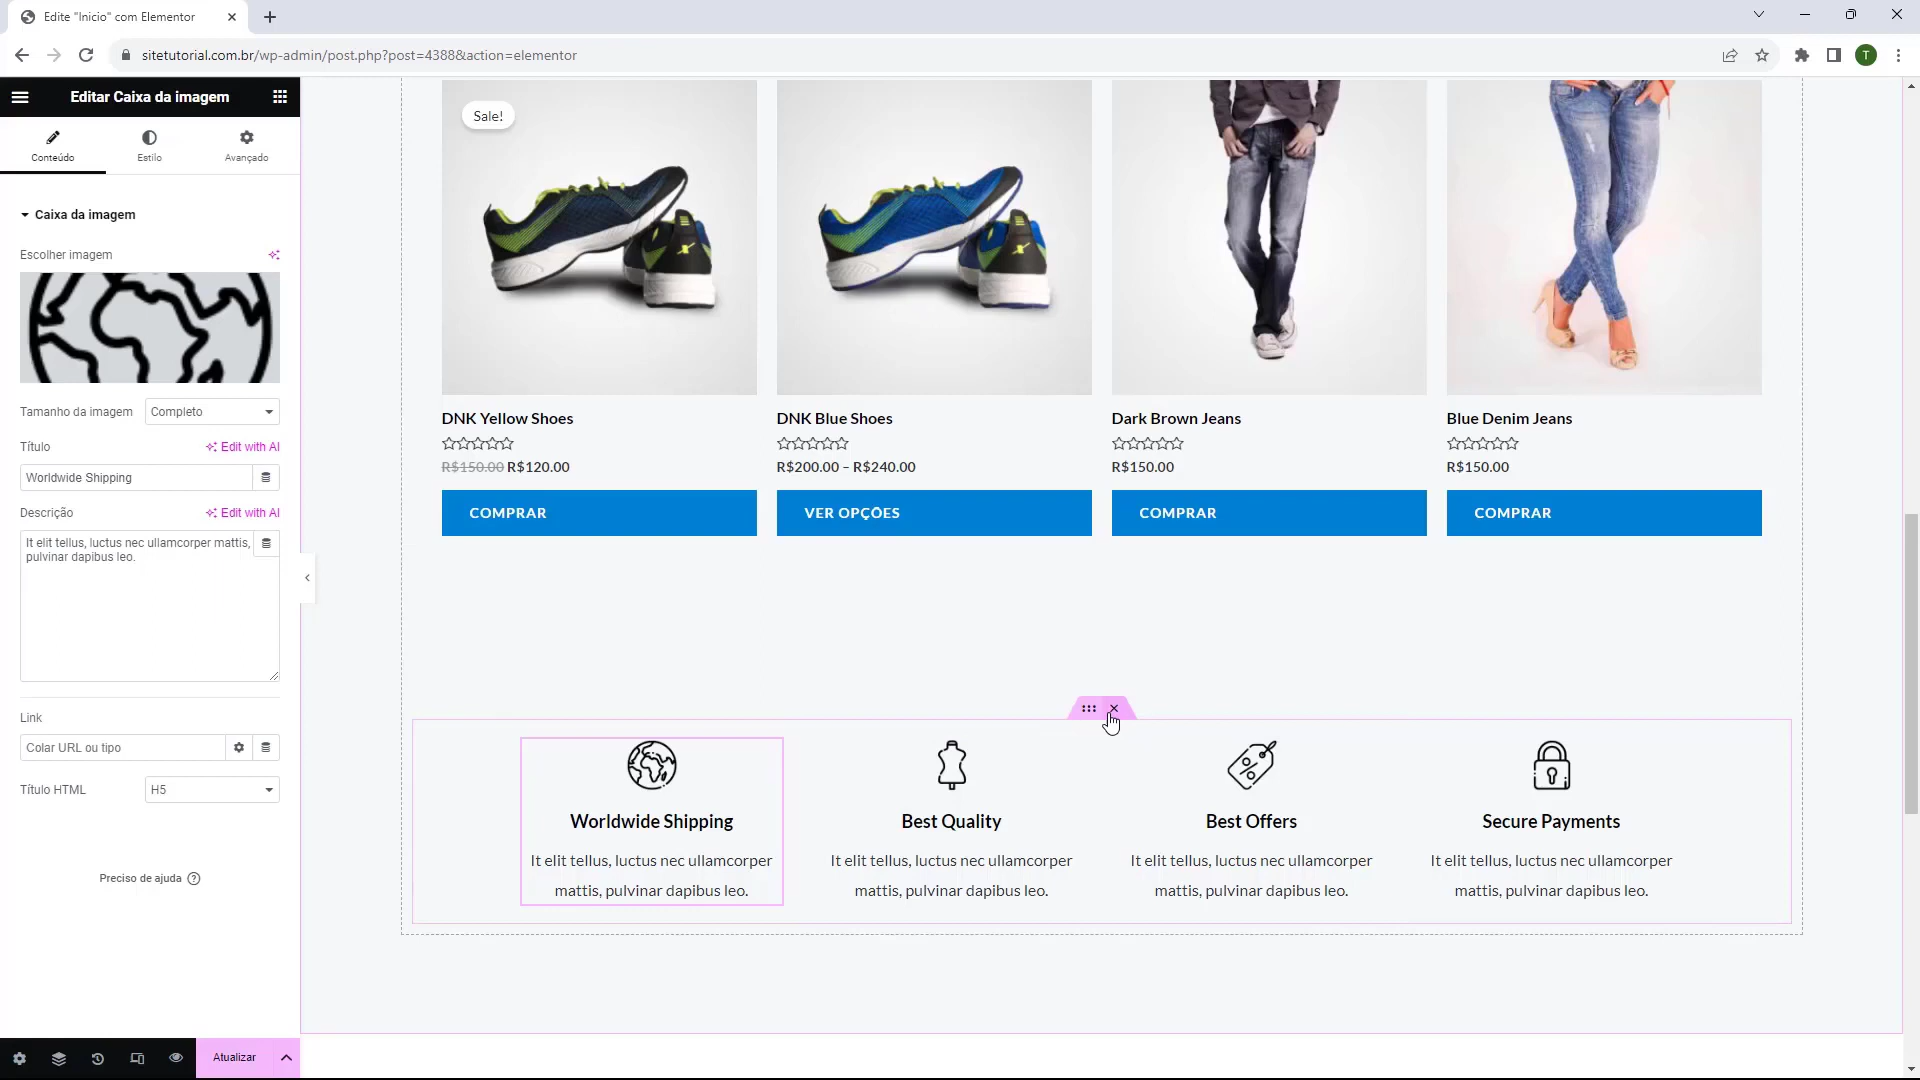 Edite "Inicio" com Elementor
sitetutorial.com.br/wp-admin/post.php?post=4388&action=elementor
T
Editar Caixa da imagem
Conteúdo
Estilo
Avançado
Caixa da imagem
Escolher imagem
Tamanho da imagem
Completo
Título
Edit with AI
Worldwide Shipping
Descrição
Edit with AI
It elit tellus, luctus nec ullamcorper mattis,
pulvinar dapibus leo.
Link
Colar URL ou tipo
Título HTML
H5
Preciso de ajuda
Atualizar
Sale!
DNK Yellow Shoes
R$150.00 R$120.00
COMPRAR
DNK Blue Shoes
R$200.00 – R$240.00
VER OPÇÕES
Dark Brown Jeans
R$150.00
COMPRAR
Blue Denim Jeans
R$150.00
COMPRAR
Worldwide Shipping
It elit tellus, luctus nec ullamcorper
mattis, pulvinar dapibus leo.
Best Quality
It elit tellus, luctus nec ullamcorper
mattis, pulvinar dapibus leo.
Best Offers
It elit tellus, luctus nec ullamcorper
mattis, pulvinar dapibus leo.
Secure Payments
It elit tellus, luctus nec ullamcorper
mattis, pulvinar dapibus leo.